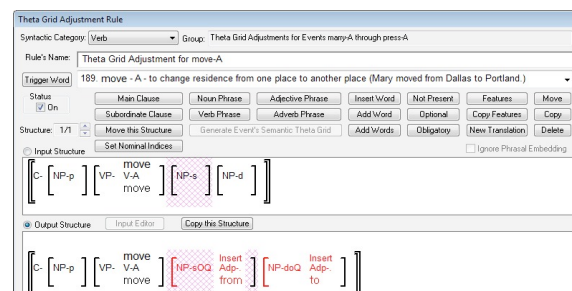 Theta Grid Adjustment Rule
Syntactic Category: Verb Group: Theta Grid Adjustments for Events marry-A through press-A
Rule's Name: Theta Grid Adjustment for move-A
Trigger Word 189. move - A - to change residence from one place to another place (Mary moved from Dallas to Portland.)
Status Main Clause Noun Phrase Adjective Phrase Insert Word Not Present Features Move
On Subordinate Clause Verb Phrase Adverb Phrase Add Word Optional Copy Features Copy
Structure: 1/1 Move this Structure Generate Event's Semantic Theta Grid Add Words Obligatory New Translation Delete
Input Structure Set Nominal Indices Ignore Phrasal Embedding
move
C- NP-p VP- V-A NP-s NP-d
move
Output Structure Input Editor Copy this Structure
move Insert Insert
C- NP-p VP- V-A NP-sOQ Adp-. NP-doQ Adp-.
move from to